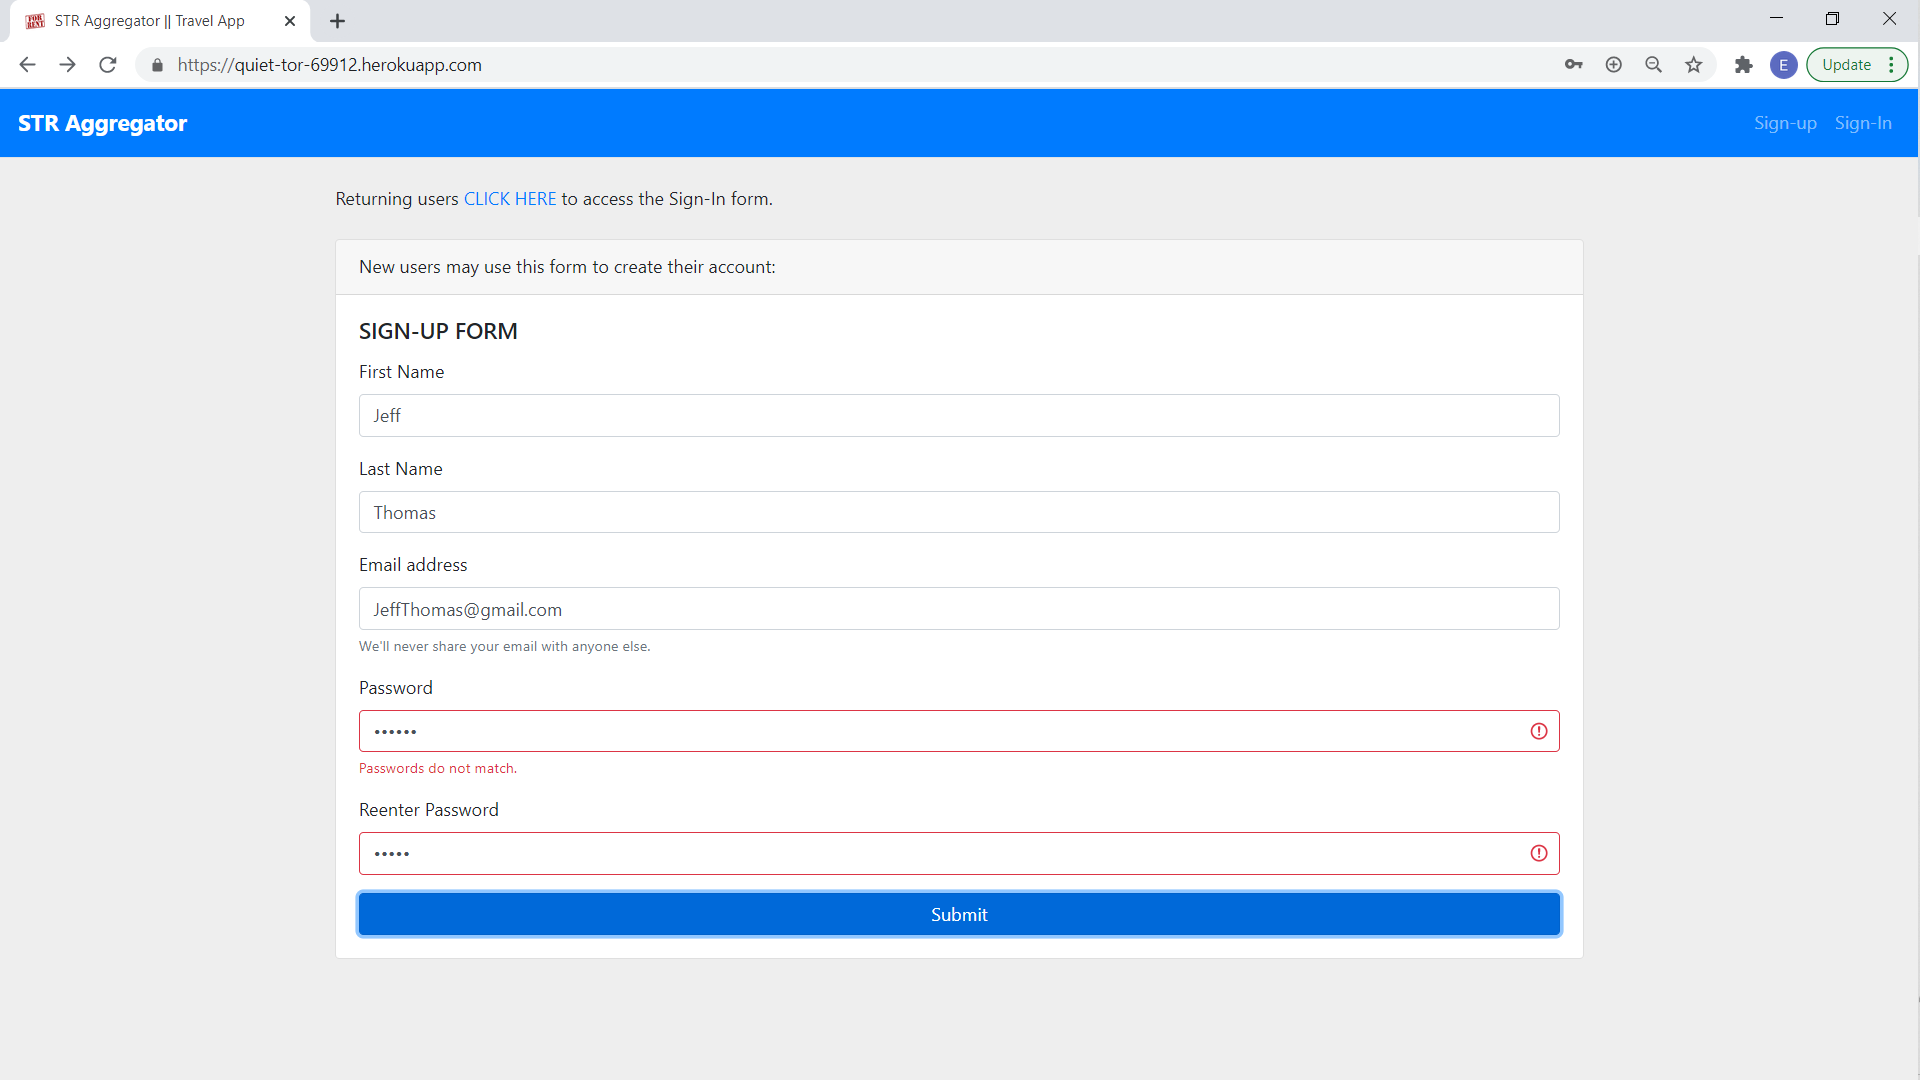 STR Aggregator || Travel App
https://quiet-tor-69912.herokuapp.com
E
Update
STR Aggregator
Sign-up
Sign-In
Returning users CLICK HERE to access the Sign-In form.
New users may use this form to create their account:
SIGN-UP FORM
First Name
Jeff
Last Name
Thomas
Email address
JeffThomas@gmail.com
We'll never share your email with anyone else.
Password
••••••
Passwords do not match.
Reenter Password
•••••
Submit